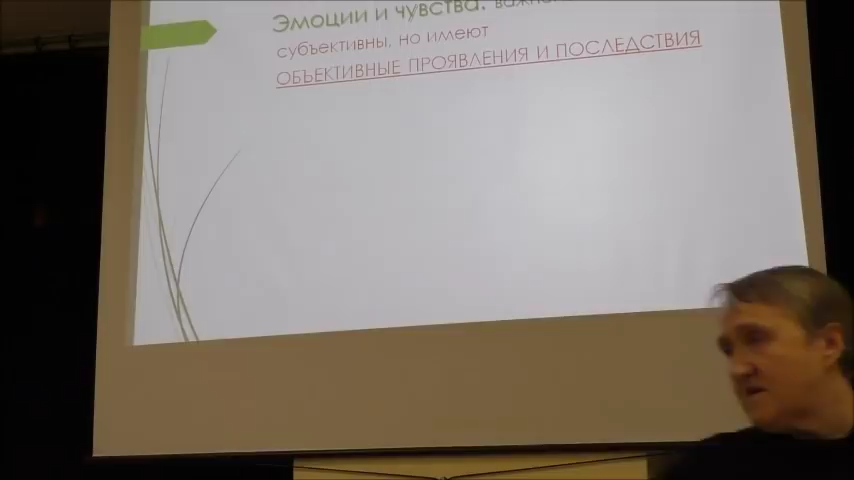 Эмоции и чувства:
субъективны, но имеют
ОБЪЕКТИВНЫЕ ПРОЯВЛЕНИЯ И ПОСЛЕДСТВИЯ